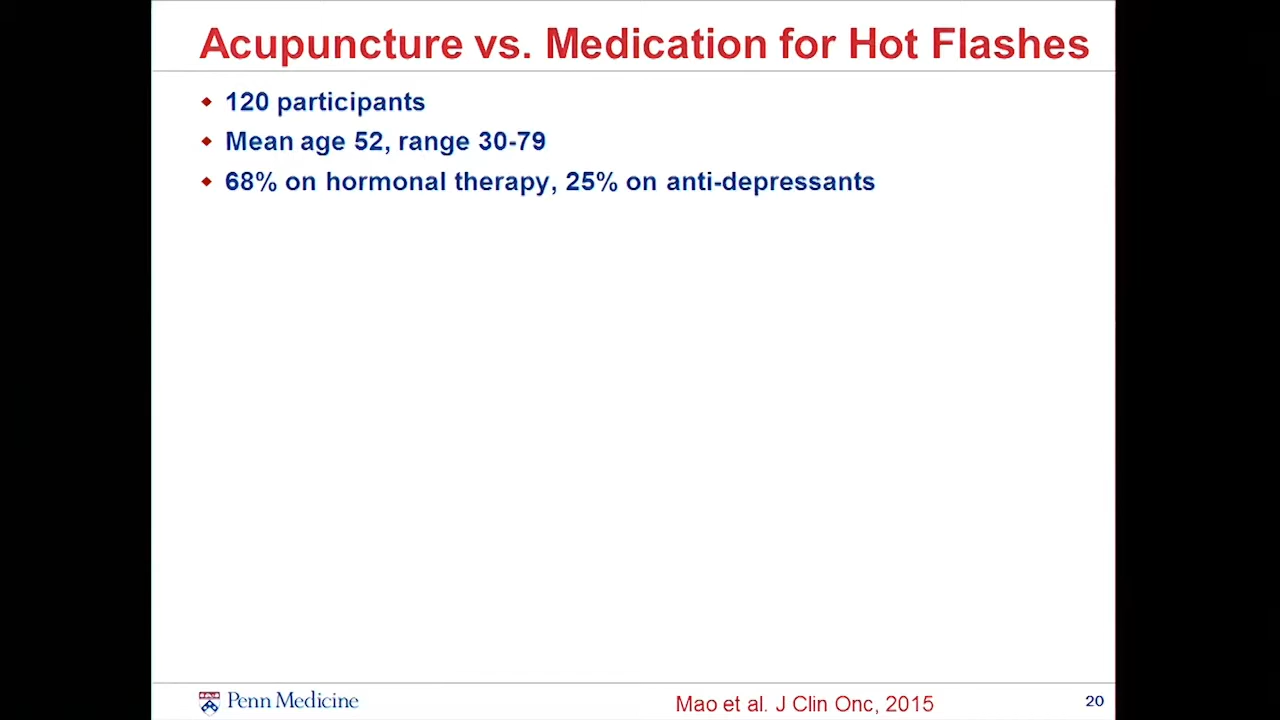 Acupuncture vs. Medication for Hot Flashes
120 participants
Mean age 52, range 30-79
68% on hormonal therapy, 25% on anti-depressants
Penn Medicine
Mao et al. J Clin Onc, 2015
20